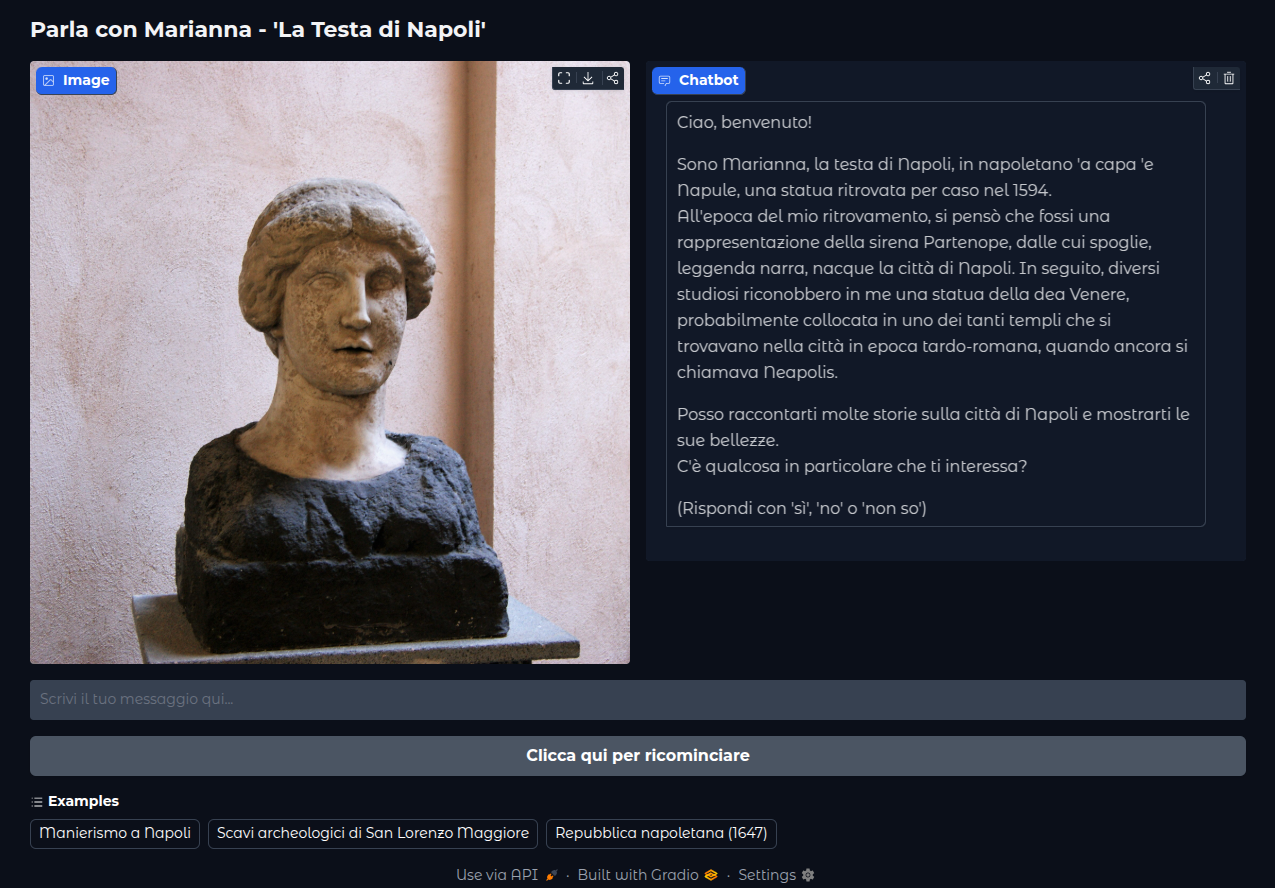 Parla con Marianna - 'La Testa di Napoli'
Image
Chatbot
Ciao, benvenuto!
Sono Marianna, la testa di Napoli, in napoletano 'a capa 'e
Napule, una statua ritrovata per caso nel 1594.
All'epoca del mio ritrovamento, si pensò che fossi una
rappresentazione della sirena Partenope, dalle cui spoglie,
leggenda narra, nacque la città di Napoli. In seguito, diversi
studiosi riconobbero in me una statua della dea Venere,
probabilmente collocata in uno dei tanti templi che si
trovavano nella città in epoca tardo-romana, quando ancora si
chiamava Neapolis.
Posso raccontarti molte storie sulla città di Napoli e mostrarti le
sue bellezze.
C'è qualcosa in particolare che ti interessa?
(Rispondi con 'sì', 'no' o 'non so')
Scrivi il tuo messaggio qui...
Clicca qui per ricominciare
Examples
Manierismo a Napoli
Scavi archeologici di San Lorenzo Maggiore
Repubblica napoletana (1647)
Use via API · Built with Gradio · Settings